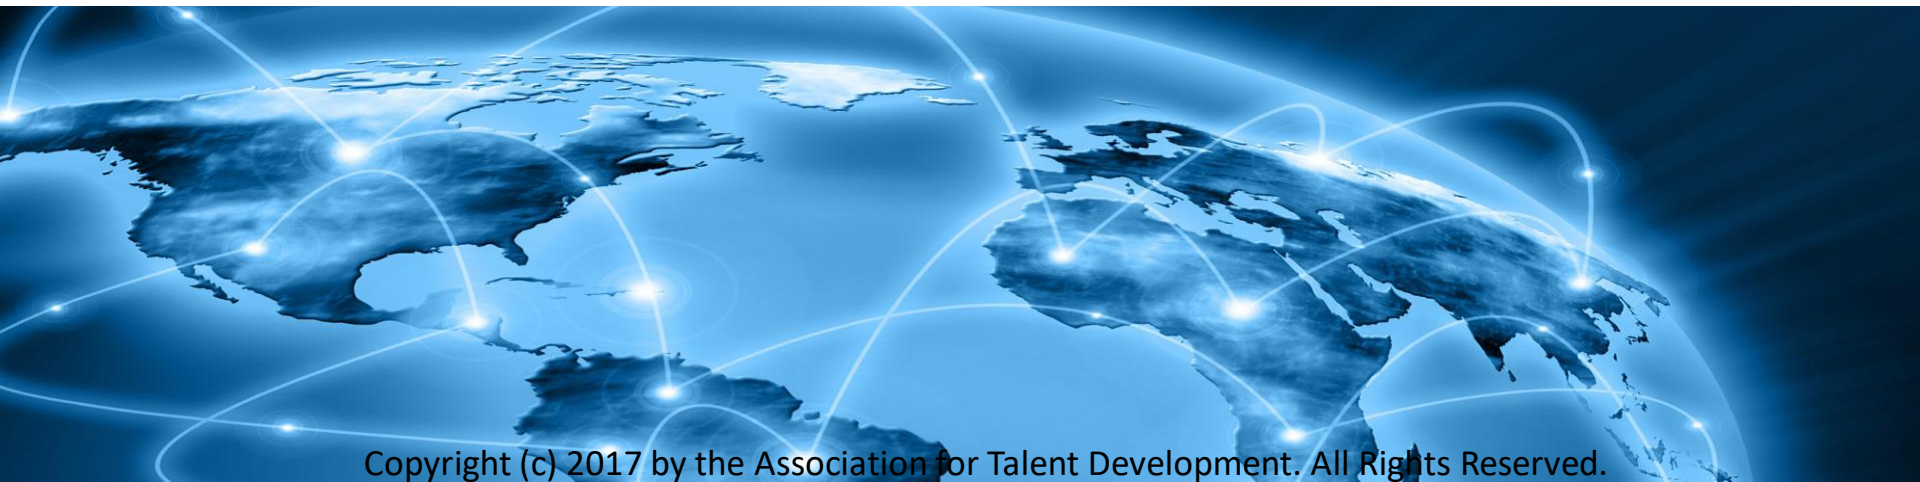 Copyright (c) 2017 by the Association for Talent Development. All Rights Reserved.